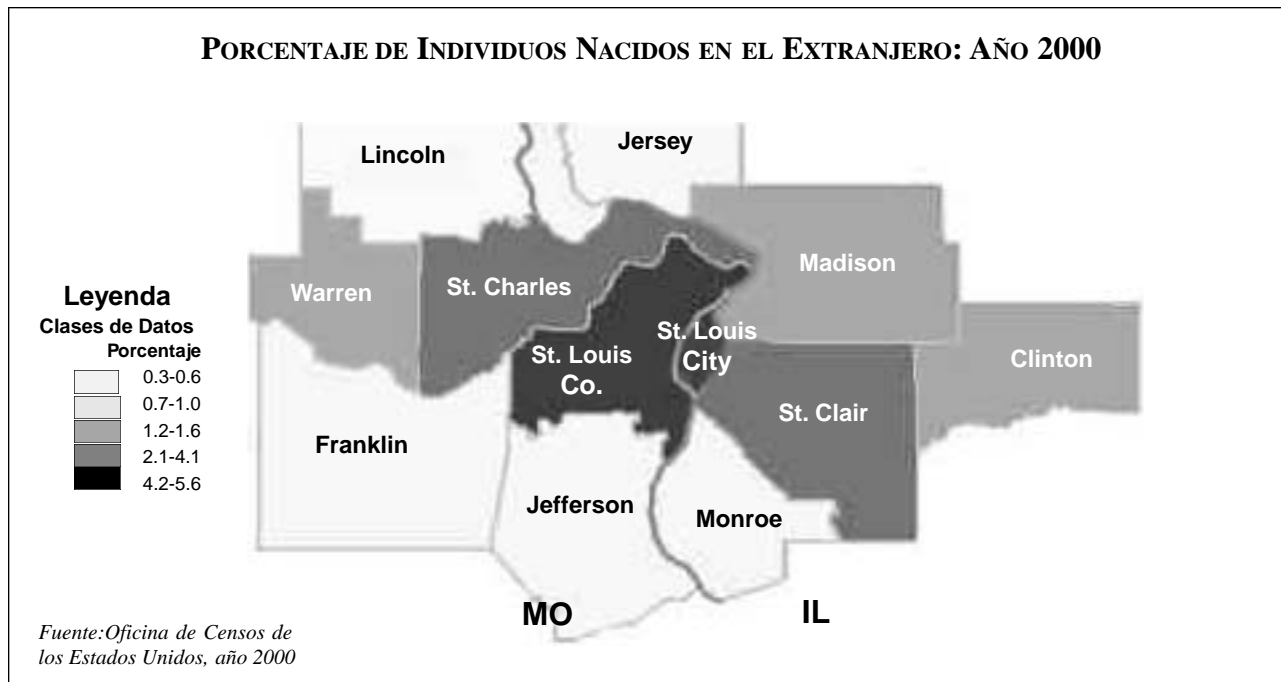 PORCENTAJE DE INDIVIDUOS NACIDOS EN EL EXTRANJERO: AÑO 2000
Lincoln
Jersey
Warren
St. Charles
Madison
St. Louis
Co.
St. Louis
City
Clinton
St. Clair
Franklin
Jefferson
Monroe
MO
IL
Leyenda
Clases de Datos
Porcentaje
0.3-0.6
0.7-1.0
1.2-1.6
2.1-4.1
4.2-5.6
Fuente:Oficina de Censos de
los Estados Unidos, año 2000